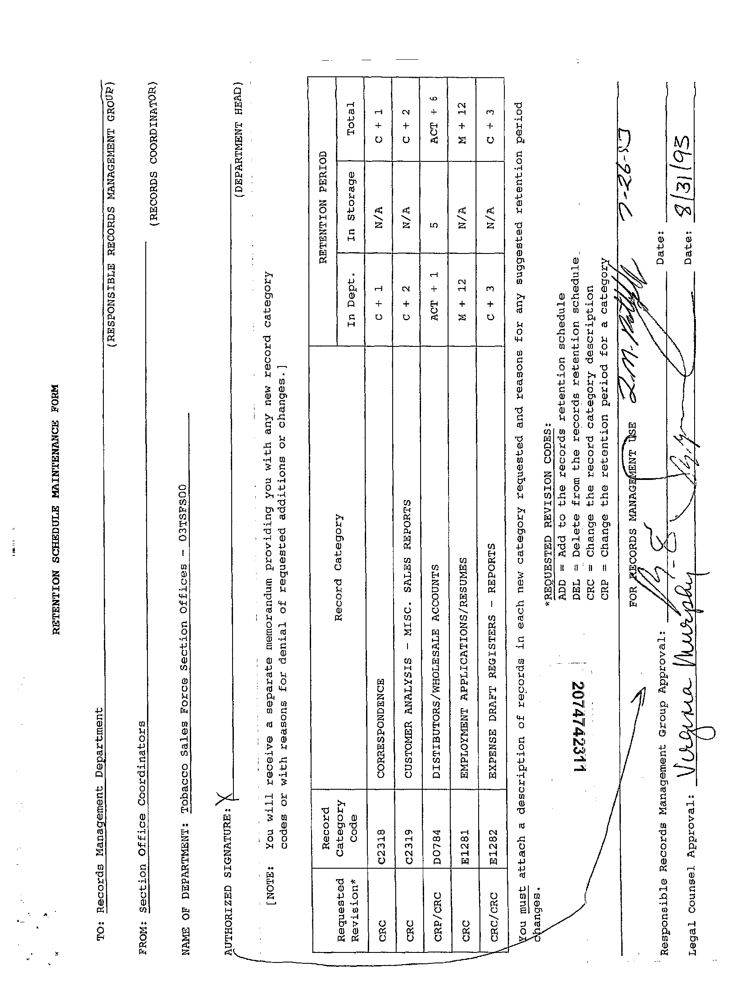 RETENTION SCHEDULE MAINTENANCE FORM
TO: Records Management Department
(RESPONSIBLE RECORDS MANAGEMENT GROUP)
FROM: Section Office Coordinators
(RECORDS COORDINATOR)
NAME OF DEPARTMENT: Tobacco Sales Force Section Offices - 03TSFS00
AUTHORIZED SIGNATURE: X
(DEPARTMENT HEAD)
[NOTE: You will receive a separate memorandum providing you with any new record category
codes or with reasons for denial of requested additions or changes.]
RETENTION PERIOD
Requested Revision* Record Category Code Record Category In Dept. In Storage Total
CRC C2318 CORRESPONDENCE C + 1 N/A C + 1
CRC C2319 CUSTOMER ANALYSIS - MISC. SALES REPORTS C + 2 N/A C + 2
CRP/CRC D0784 DISTIBUTORS/WHOLESALE ACCOUNTS ACT + 1 5 ACT + 6
CRC E1281 EMPLOYMENT APPLICATIONS/RESUMES M + 12 N/A M + 12
CRC/CRC E1282 EXPENSE DRAFT REGISTERS - REPORTS C + 3 N/A C + 3
You must attach a description of records in each new category requested and reasons for any suggested retention period
changes.
*REQUESTED REVISION CODES:
ADD = Add to the records retention schedule
DEL = Delete from the records retention schedule
CRC = Change the record category description
CRP = Change the retention period for a category
2074742311
FOR RECORDS MANAGEMENT USE
Responsible Records Management Group Approval: Date:
Legal Counsel Approval: Virginia Murphy Date: 8/31/93